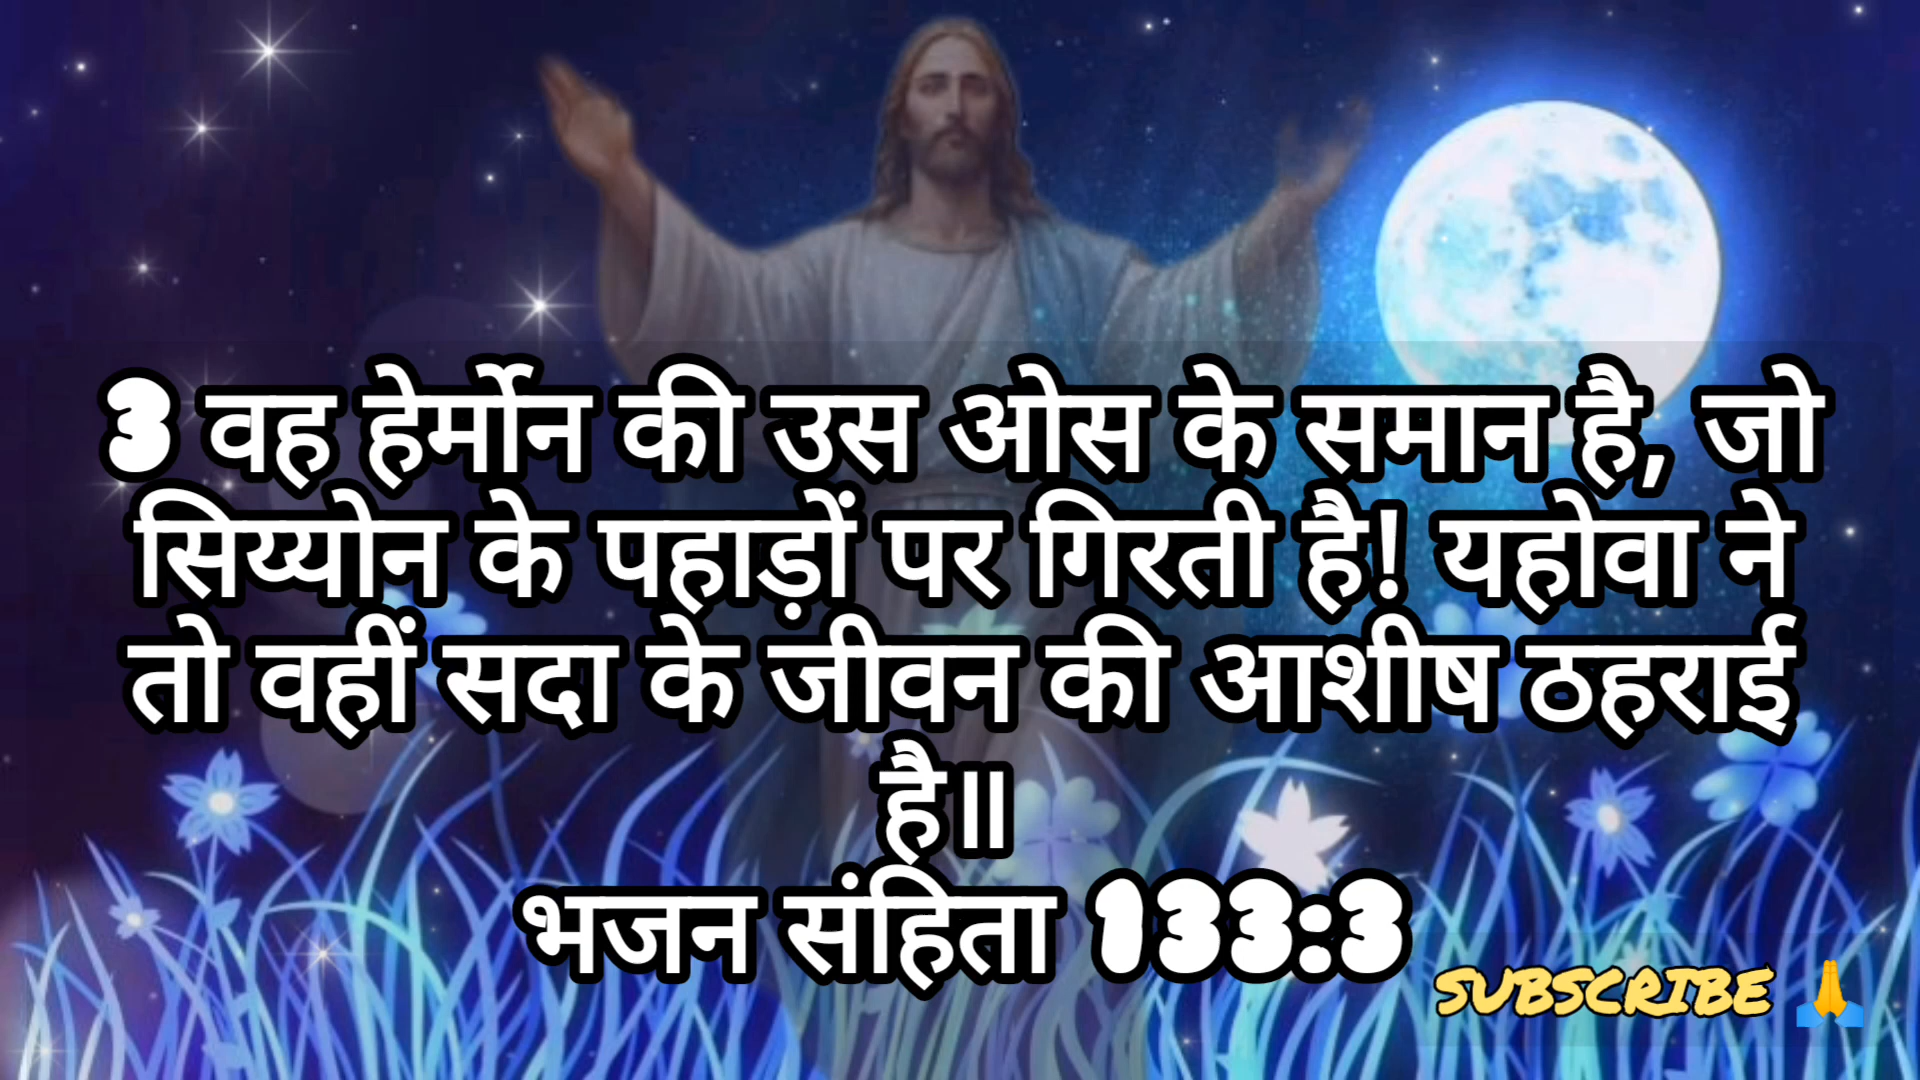 3 वह हेर्मोन की उस ओस के समान है, जो
सिय्योन के पहाड़ों पर गिरती है! यहोवा ने
तो वहीं सदा के जीवन की आशीष ठहराई
है॥
भजन संहिता 133:3
SUBSCRIBE 🙏